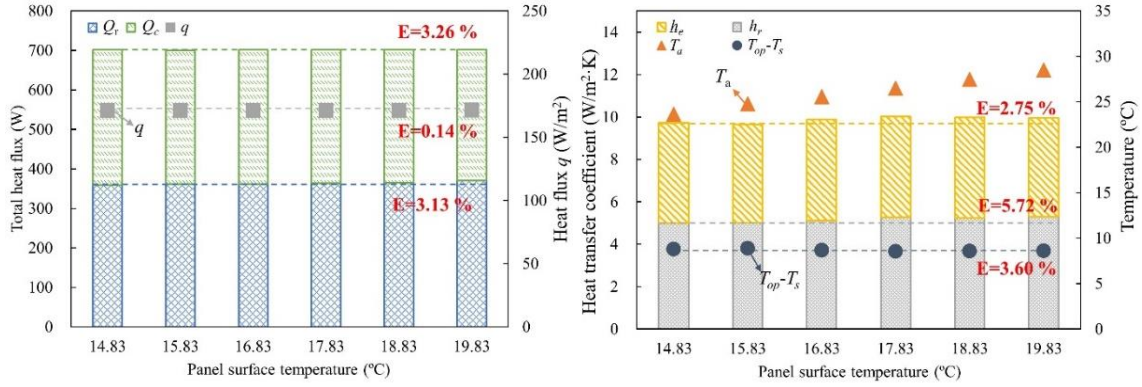 Qr Qc q
800
700
600
500
400
300
200
100
0
Total heat flux (W)
250
200
150
100
50
0
Heat flux q (W/m²)
E=3.26 %
q
E=0.14 %
E=3.13 %
14.83 15.83 16.83 17.83 18.83 19.83
Panel surface temperature (ºC)
he hr
Ta Top-Ts
14
12
10
8
6
4
2
0
Heat transfer coefficient (W/m²·K)
35
30
25
20
15
10
5
0
Temperature (°C)
Ta
E=2.75 %
E=5.72 %
Top-Ts
E=3.60 %
14.83 15.83 16.83 17.83 18.83 19.83
Panel surface temperature (ºC)